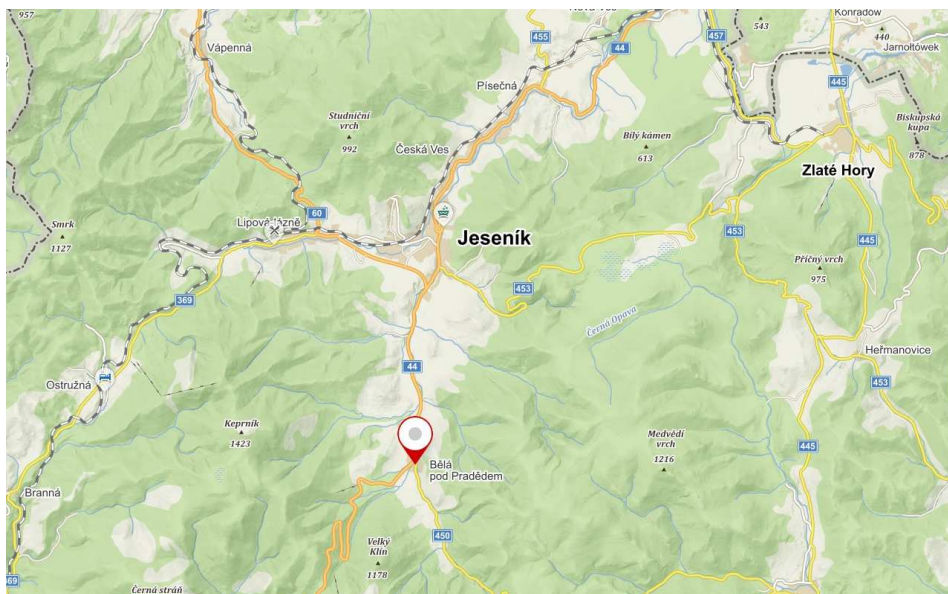 957
Vápenná
455
44
457
543
Konradów
440
Jarnołtówek
445
Písečná
Studniční
vrch
992
Česká Ves
Bílý kámen
613
Biskupská
kupa
878
Zlaté Hory
60
Lipová-lázně
Smrk
1127
Jeseník
453
445
Příčný vrch
975
369
453
Černá Opava
44
Heřmanovice
453
Ostružná
Keprník
1423
Medvědí
vrch
1216
445
Bělá
pod Pradědem
Branná
450
Velký
Klín
1178
Černá stráň